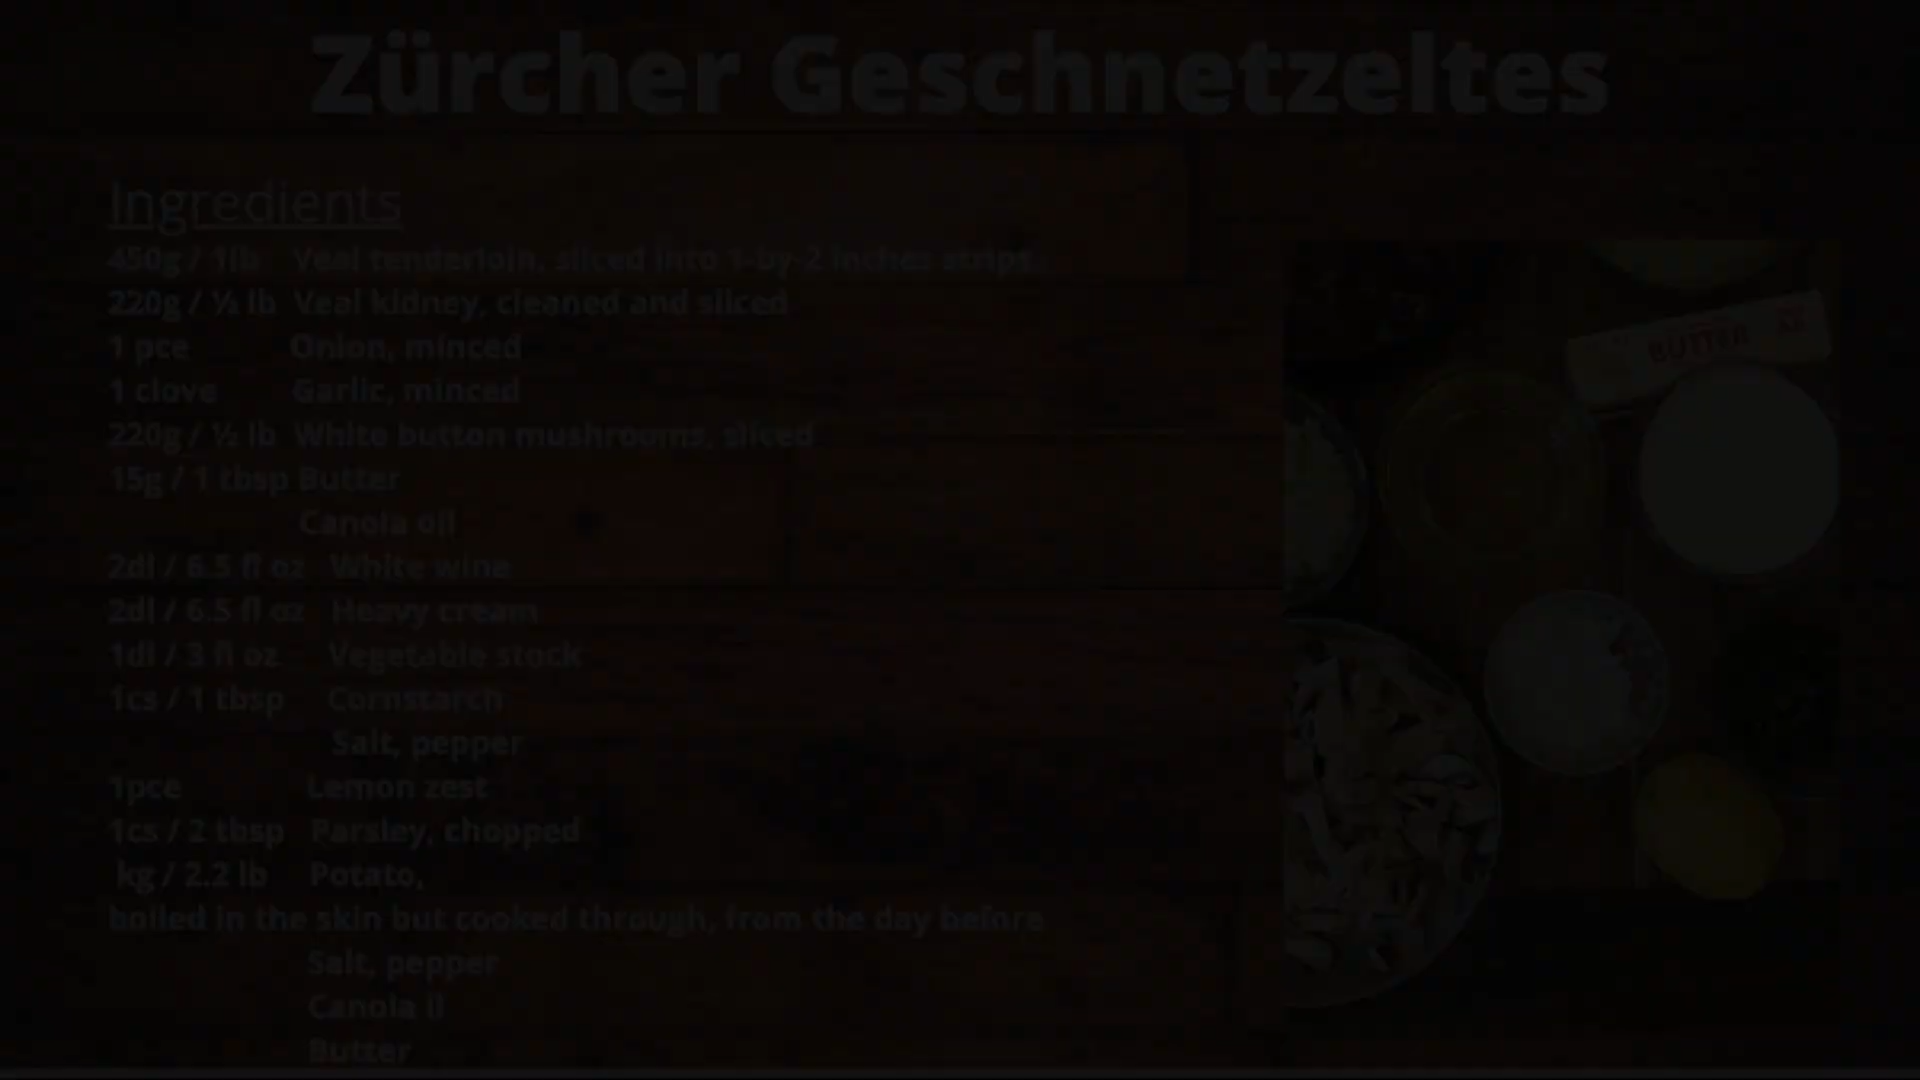 Zürcher Geschnetzeltes
Ingredients
450g / 1lb Veal tenderloin, sliced into 1-by-2 inches strips
220g / ½ lb Veal kidney, cleaned and sliced
1 pce Onion, minced
1 clove Garlic, minced
220g / ½ lb White button mushrooms, sliced
15g / 1 tbsp Butter
Canola oil
2dl / 6.5 fl oz White wine
2dl / 6.5 fl oz Heavy cream
1dl / 3 fl oz Vegetable stock
1cs / 1 tbsp Cornstarch
Salt, pepper
1pce Lemon zest
1cs / 2 tbsp Parsley, chopped
kg / 2.2 lb Potato,
boiled in the skin but cooked through, from the day before
Salt, pepper
Canola il
Butter
BUTTER